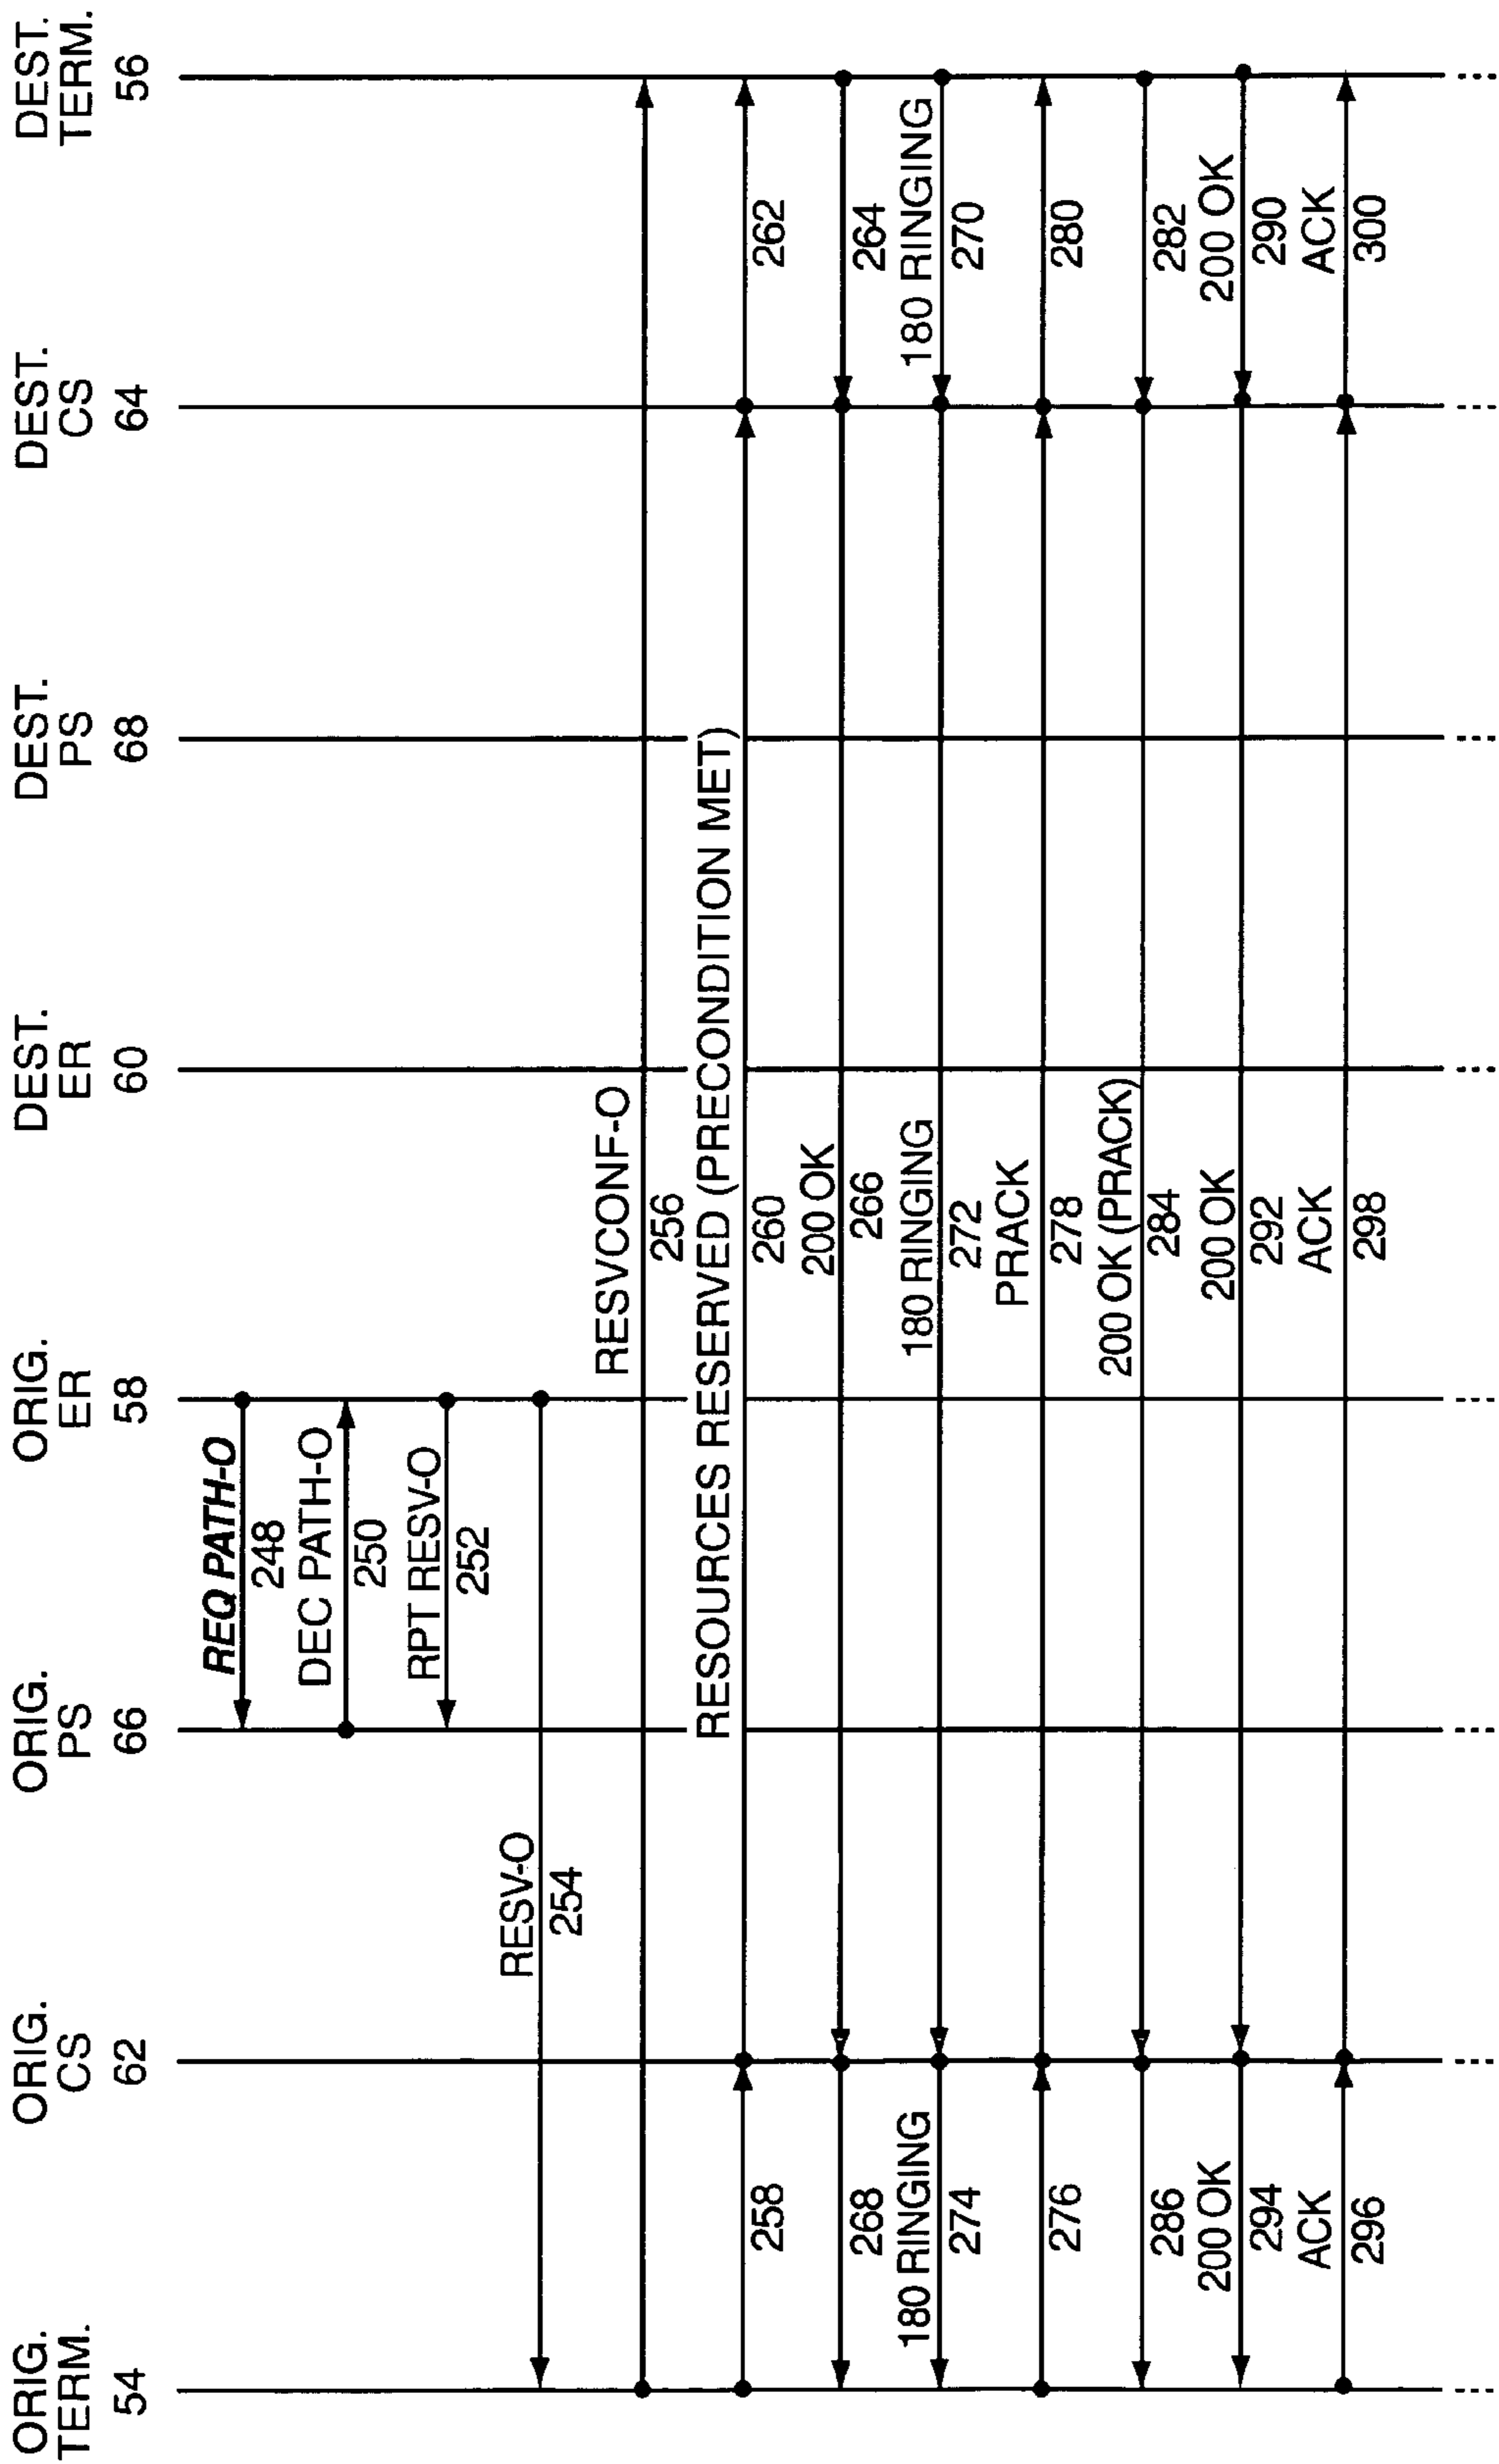 ORIG.
TERM.
54
ORIG.
CS
62
ORIG.
PS
66
ORIG.
ER
58
DEST.
ER
60
DEST.
PS
68
DEST.
CS
64
DEST.
TERM.
56
REQ PATH-O
248
DEC PATH-O
250
RPT RESV-O
252
RESV-O
254
RESVCONF-O
256
RESOURCES RESERVED (PRECONDITION MET)
258
260
262
200 OK
268
266
264
180 RINGING
274
180 RINGING
272
180 RINGING
270
PRACK
276
278
280
200 OK (PRACK)
286
284
282
200 OK
294
200 OK
292
200 OK
290
ACK
296
ACK
298
ACK
300